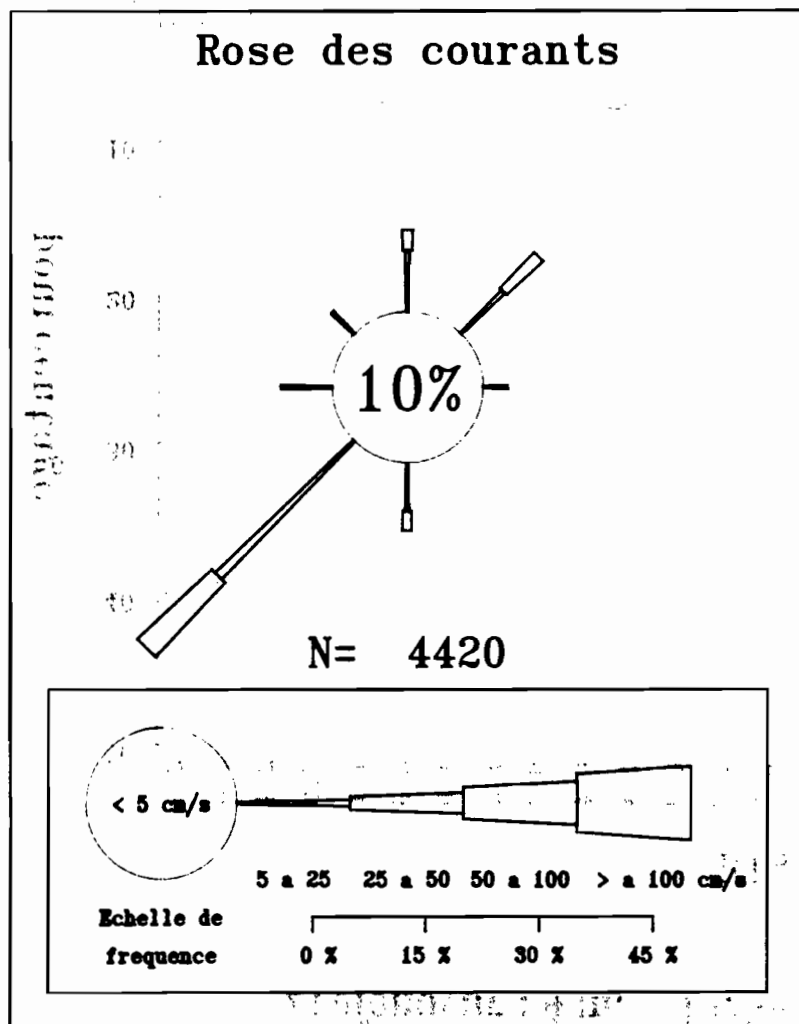 Rose des courants
10%
N= 4420
< 5 cm/s
5 a 25 25 a 50 50 a 100 > a 100 cm/s
Echelle de
frequence
0 % 15 % 30 % 45 %